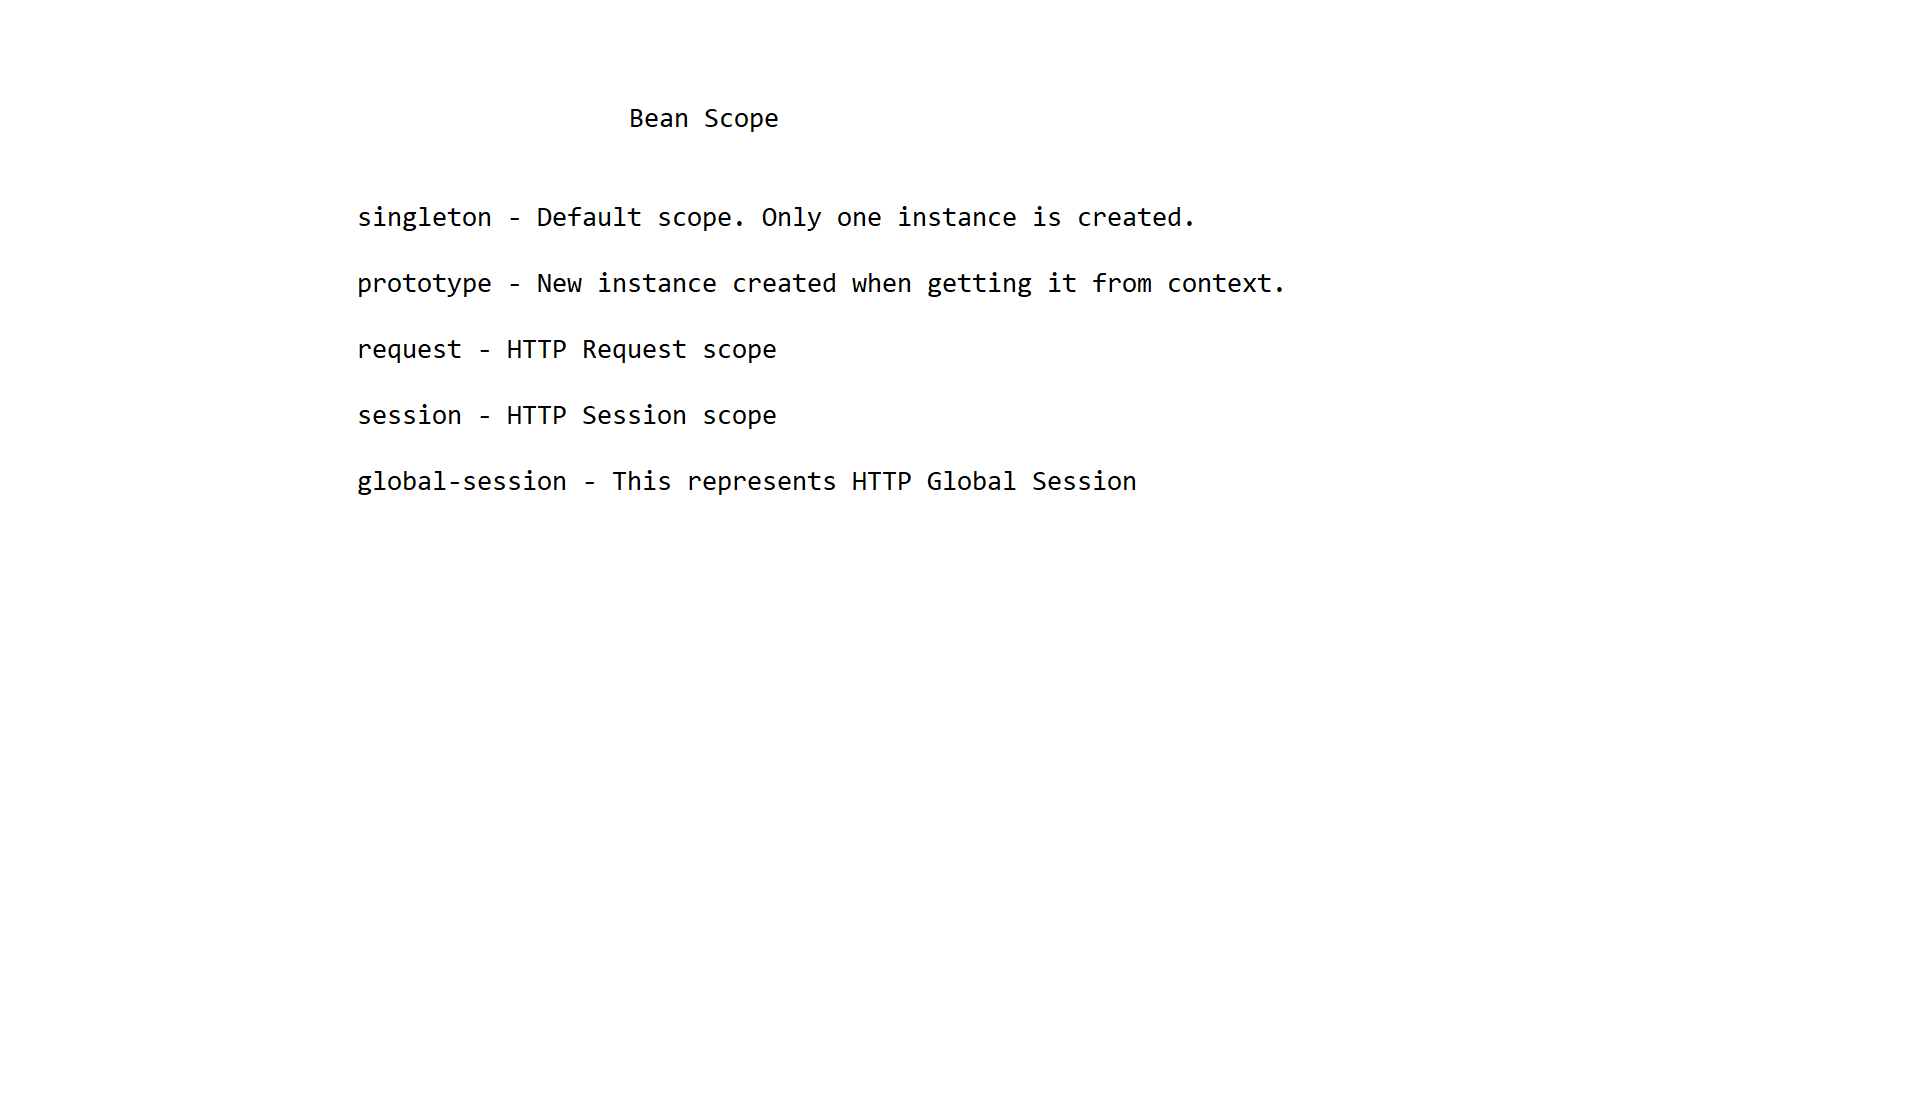 Bean Scope
singleton - Default scope. Only one instance is created.
prototype - New instance created when getting it from context.
request - HTTP Request scope
session - HTTP Session scope
global-session - This represents HTTP Global Session